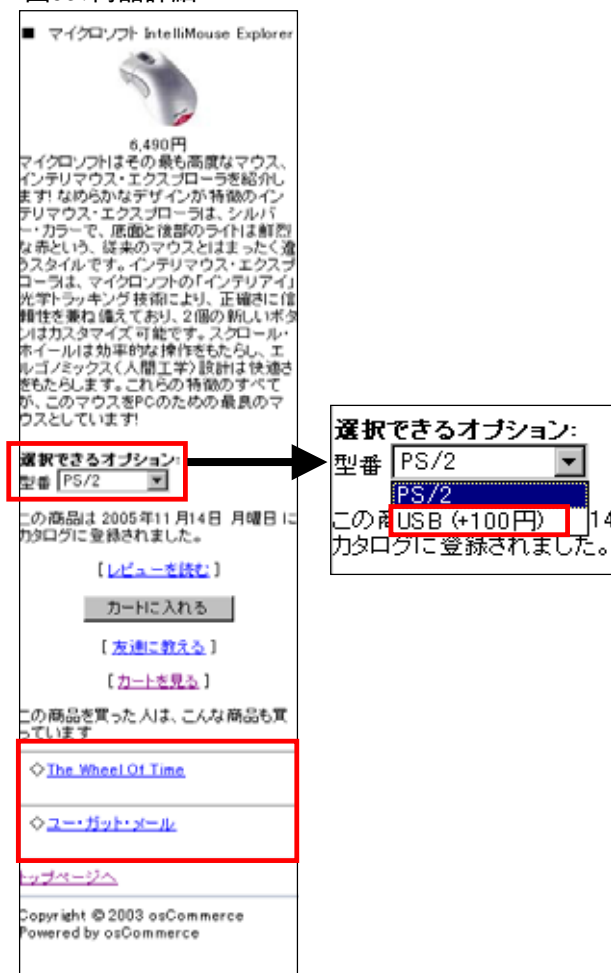 ■ マイクロソフト IntelliMouse Explorer
6,490円
マイクロソフトはその最も高度なマウス、
インテリマウス・エクスプローラを紹介し
ます! なめらかなデザインが特徴のイン
テリマウス・エクスプローラは、シルバ
ー・カラーで、底面と後部のライトは鮮烈
な赤という、従来のマウスとはまったく違
うスタイルです。インテリマウス・エクスプ
ローラは、マイクロソフトの「インテリアイ」
光学トラッキング技術により、正確さに信
頼性を兼ね備えており、2個の新しいボタ
ンはカスタマイズ可能です。スクロール・
ホイールは効率的な操作をもたらし、エ
ルゴノミックス(人間工学)設計は快適さ
をもたらします。これらの特徴のすべて
が、このマウスをPCのための最良のマ
ウスとしています!
選択できるオプション:
型番 PS/2
この商品は 2005年11月14日 月曜日 に
カタログに登録されました。
[レビューを読む]
カートに入れる
[友達に教える]
[カートを見る]
この商品を買った人は、こんな商品も買
っています
◇The Wheel Of Time
◇ユー・ガット・メール
トップページへ
Copyright © 2003 osCommerce
Powered by osCommerce
選択できるオプション:
型番 PS/2
PS/2
USB (+100円)
この 14
カタログに登録されました。